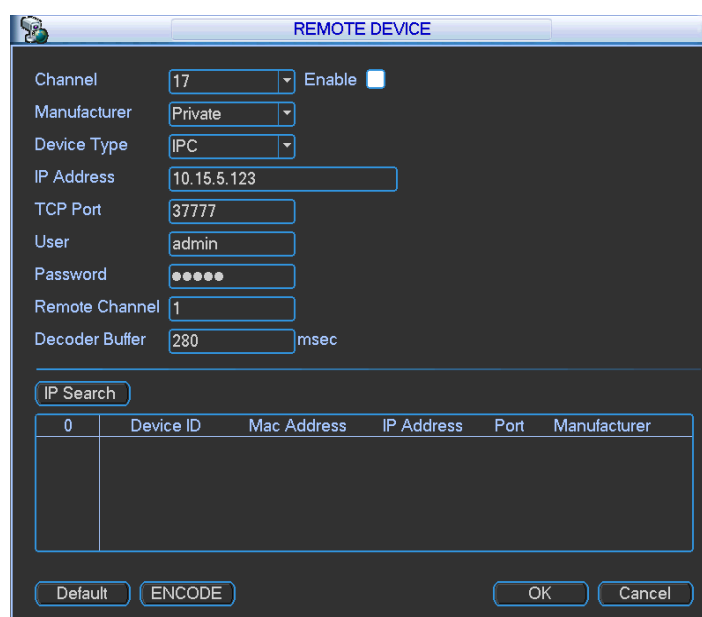 REMOTE DEVICE
Channel 17 Enable
Manufacturer Private
Device Type IPC
IP Address 10.15.5.123
TCP Port 37777
User admin
Password ●●●●●
Remote Channel 1
Decoder Buffer 280 msec
IP Search
0 Device ID Mac Address IP Address Port Manufacturer
Default ENCODE OK Cancel